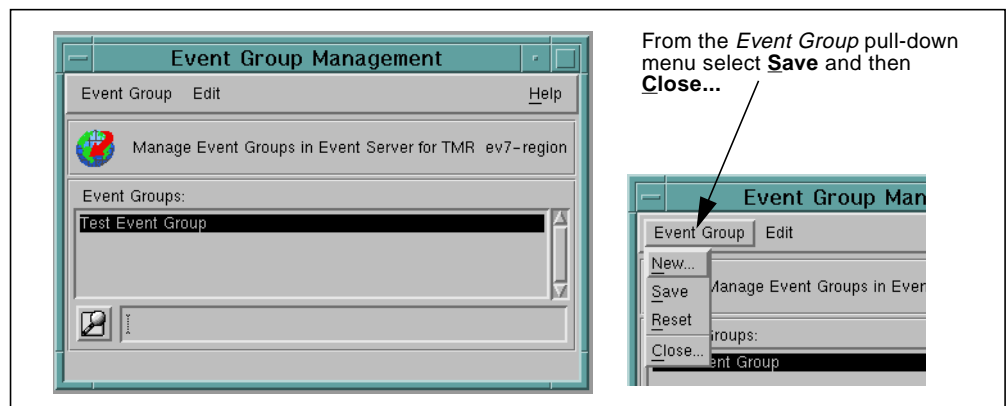 Event Group Management
Event Group Edit Help
Manage Event Groups in Event Server for TMR ev7-region
Event Groups:
Test Event Group
From the Event Group pull-down
menu select Save and then
Close...
Event Group Man
Event Group Edit
New...
Save
Manage Event Groups in Even
Reset
Groups:
Close...
ent Group